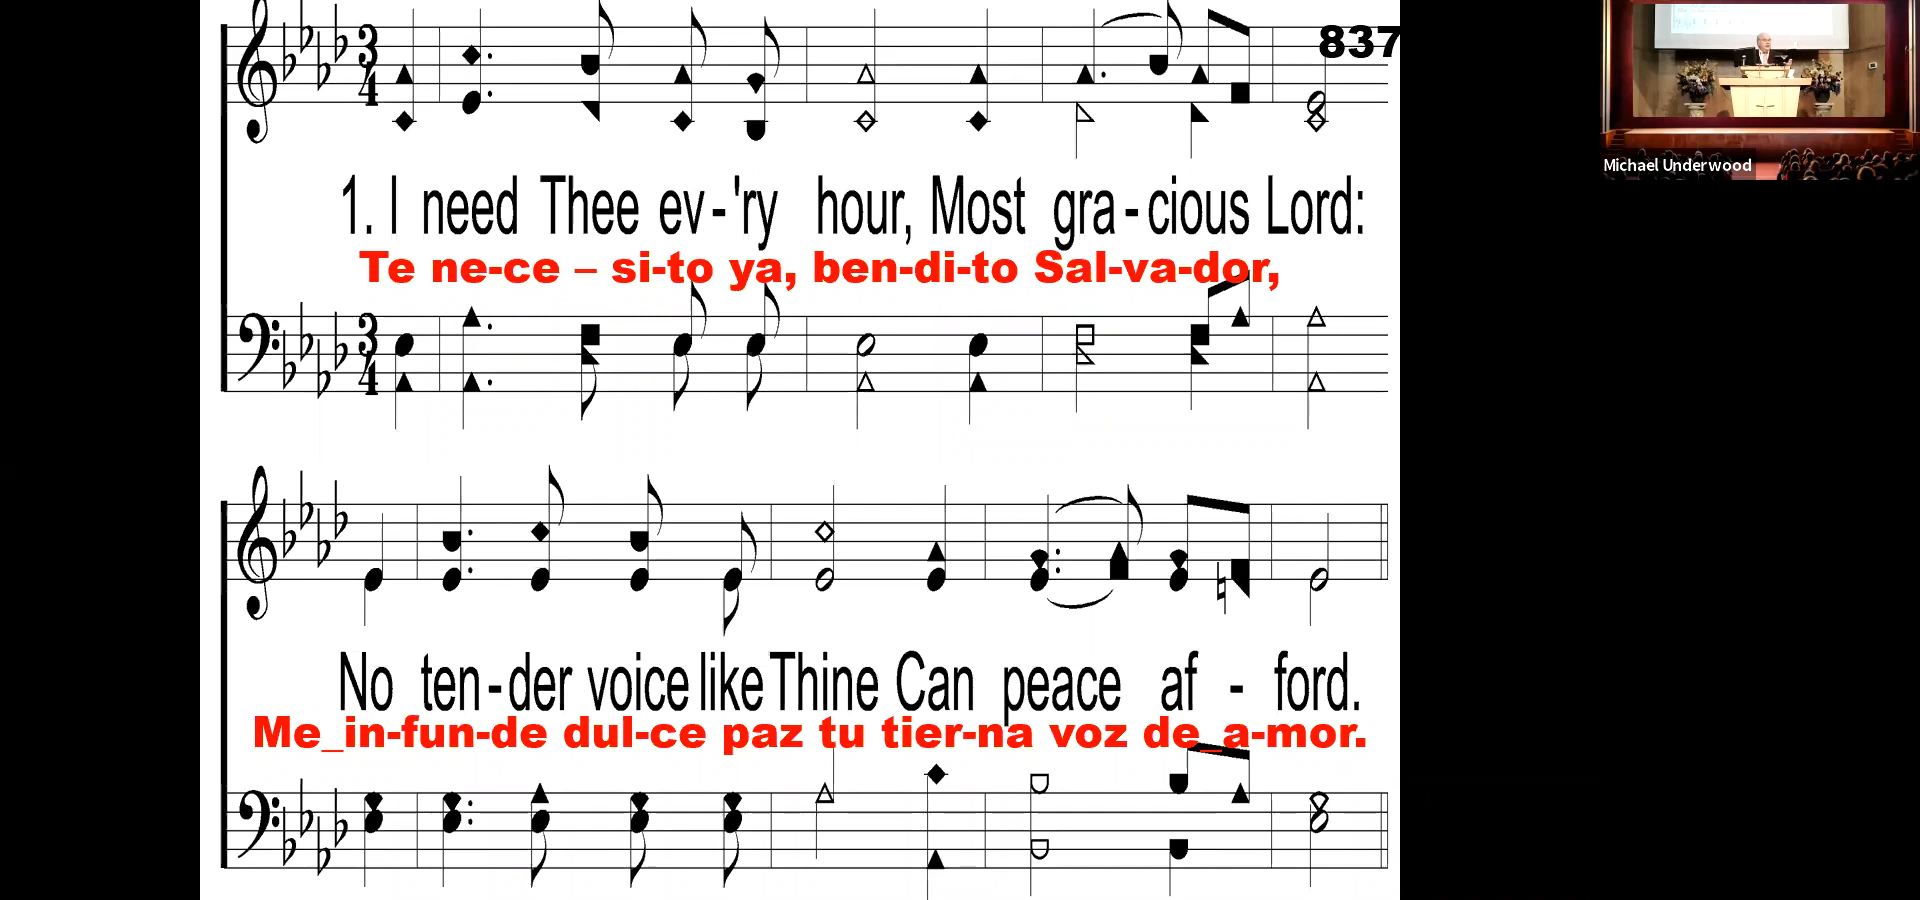 837
1. I need Thee ev-'ry hour, Most gra-cious Lord:
Te ne-ce – si-to ya, ben-di-to Sal-va-dor,
No ten-der voice like Thine Can peace af - ford.
Me_in-fun-de dul-ce paz tu tier-na voz de_a-mor.
Michael Underwood